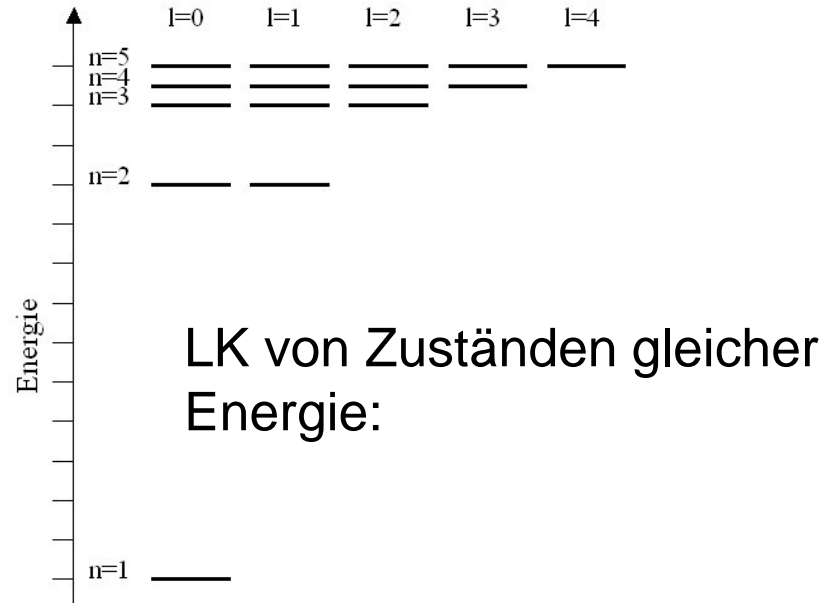 l=0 l=1 l=2 l=3 l=4
n=5
n=4
n=3
n=2
Energie
LK von Zuständen gleicher
Energie:
n=1